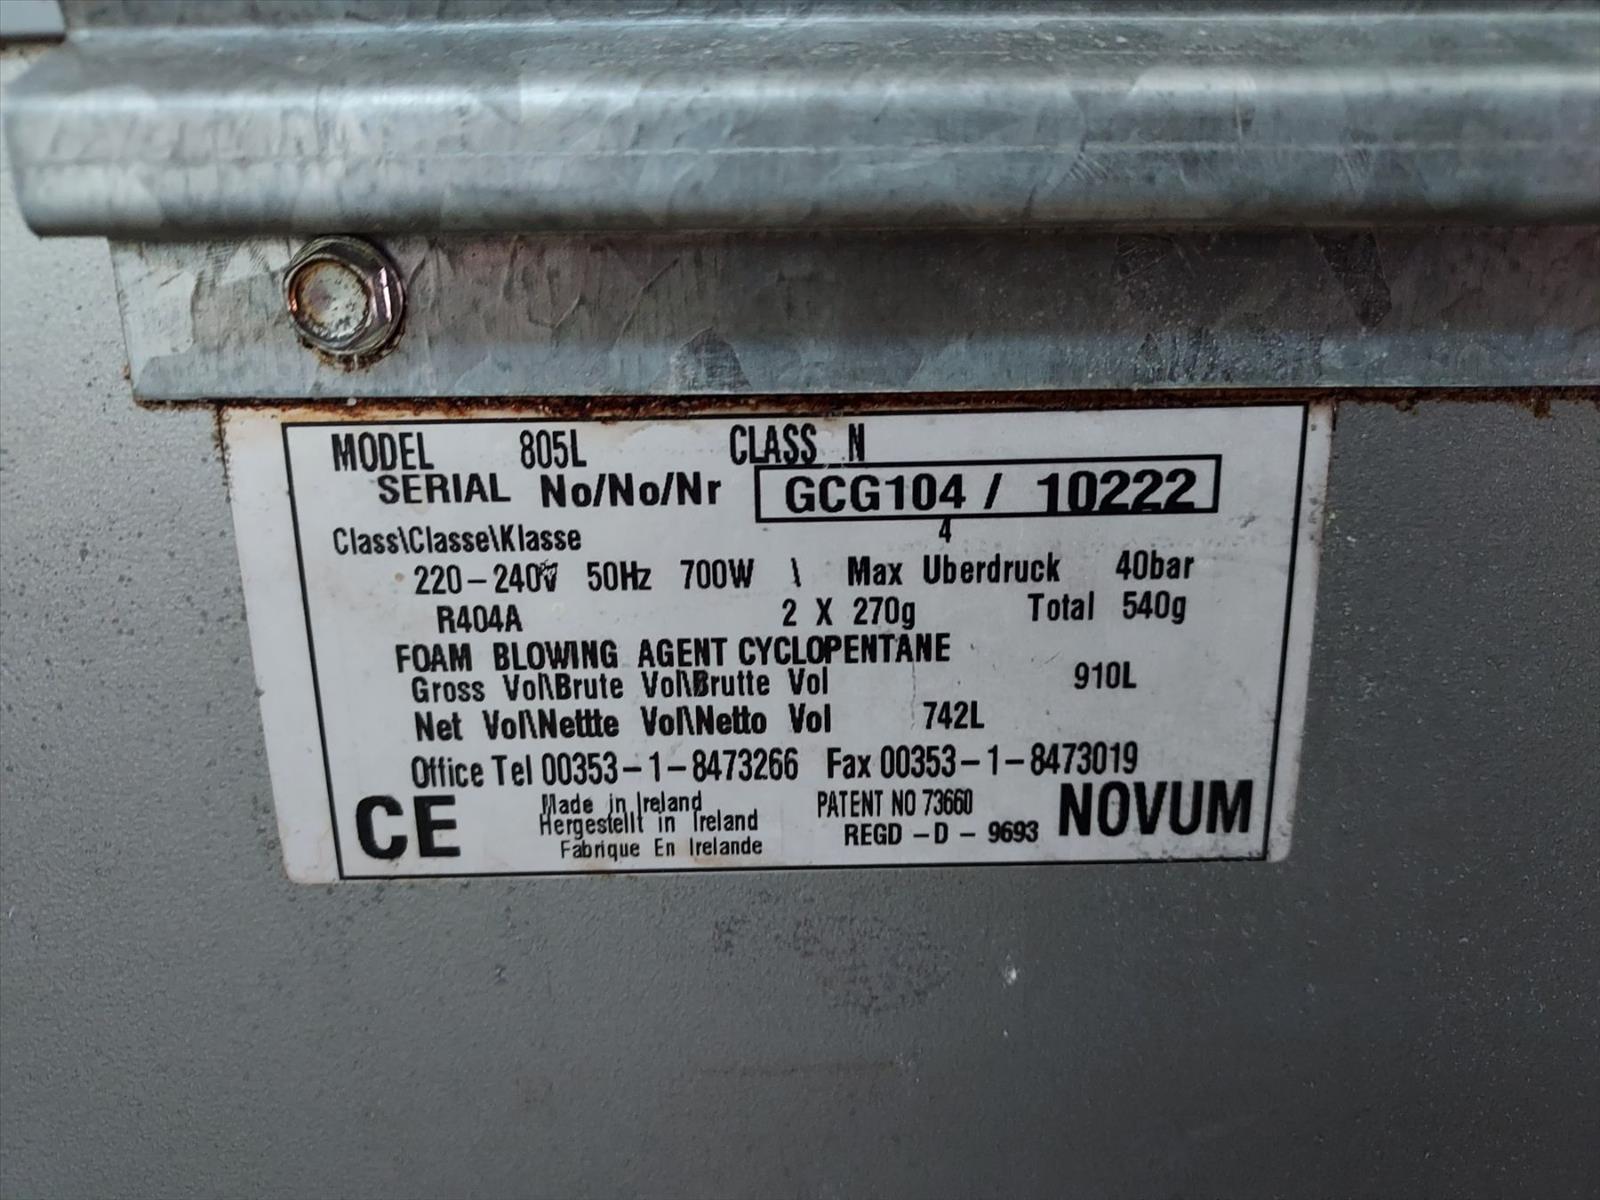 MODEL 805L CLASS N
SERIAL No/No/Nr GCG104 / 10222
Class\Classe\Klasse 4
220-240V 50Hz 700W \ Max Uberdruck 40bar
R404A 2 X 270g Total 540g
FOAM BLOWING AGENT CYCLOPENTANE
Gross Vol\Brute Vol\Brutte Vol 910L
Net Vol\Nettte Vol\Netto Vol 742L
Office Tel 00353-1-8473266 Fax 00353-1-8473019
CE
Made in Ireland
Hergestellt in Ireland
Fabrique En Irelande
PATENT NO 73660
REGD -D - 9693
NOVUM